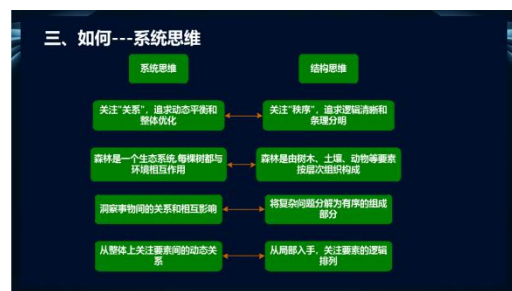 三、如何---系统思维
系统思维
结构思维
关注"关系"，追求动态平衡和
整体优化
关注"秩序"，追求逻辑清晰和
条理分明
森林是一个生态系统,每棵树都与
环境相互作用
森林是由树木、土壤、动物等要素
按层次组织构成
洞察事物间的关系和相互影响
将复杂问题分解为有序的组成
部分
从整体上关注要素间的动态关
系
从局部入手，关注要素的逻辑
排列